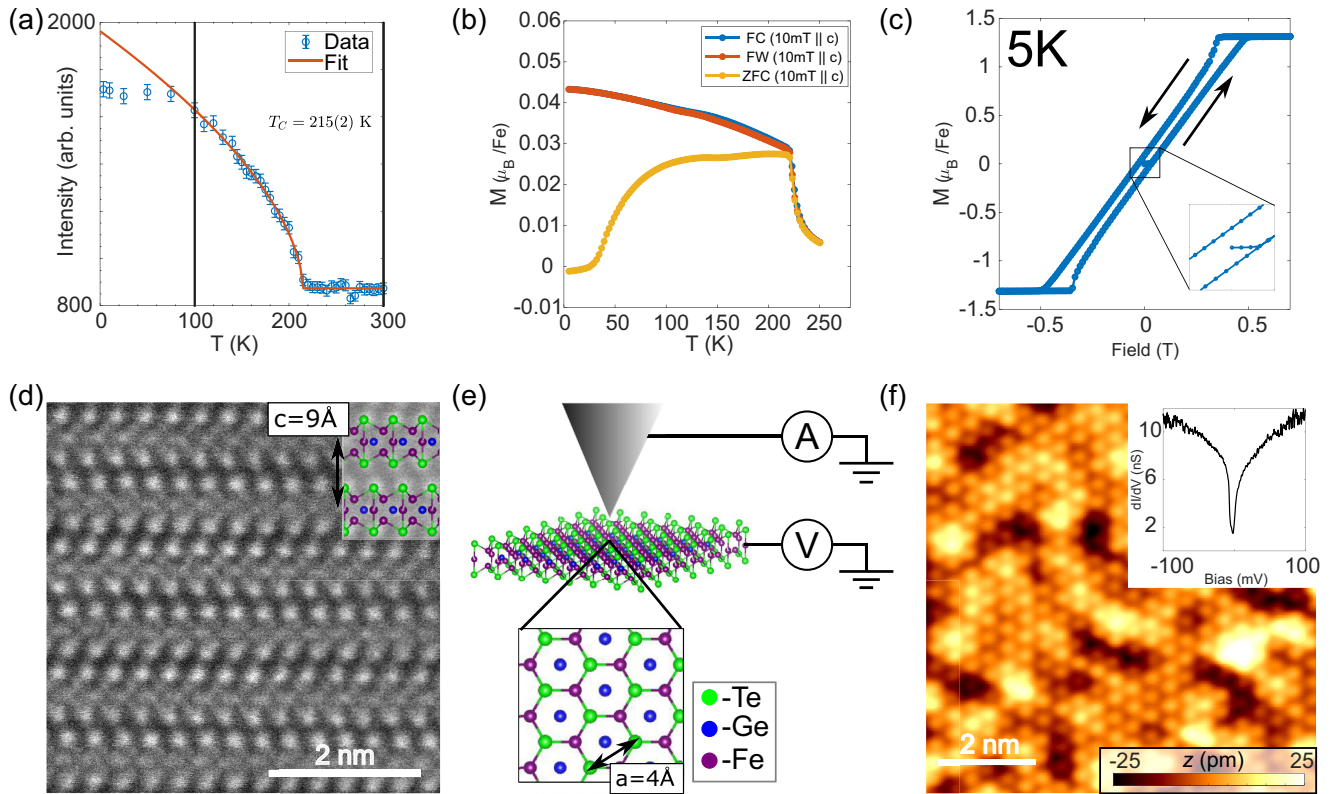 (a)
2000
800
Intensity (arb. units)
Data
Fit
T_C = 215(2) K
0
100
200
300
T (K)
(b)
0.06
0.05
0.04
0.03
0.02
0.01
0
-0.01
M (μ_B /Fe)
FC (10mT || c)
FW (10mT || c)
ZFC (10mT || c)
0
50
100
150
200
250
T (K)
(c)
5K
1.5
1
0.5
0
-0.5
-1
-1.5
M (μ_B /Fe)
-0.5
0
0.5
Field (T)
(d)
c=9Å
2 nm
(e)
A
V
-Te
-Ge
-Fe
a=4Å
(f)
10
6
2
dI/dV (nS)
-100
100
Bias (mV)
2 nm
-25
z (pm)
25